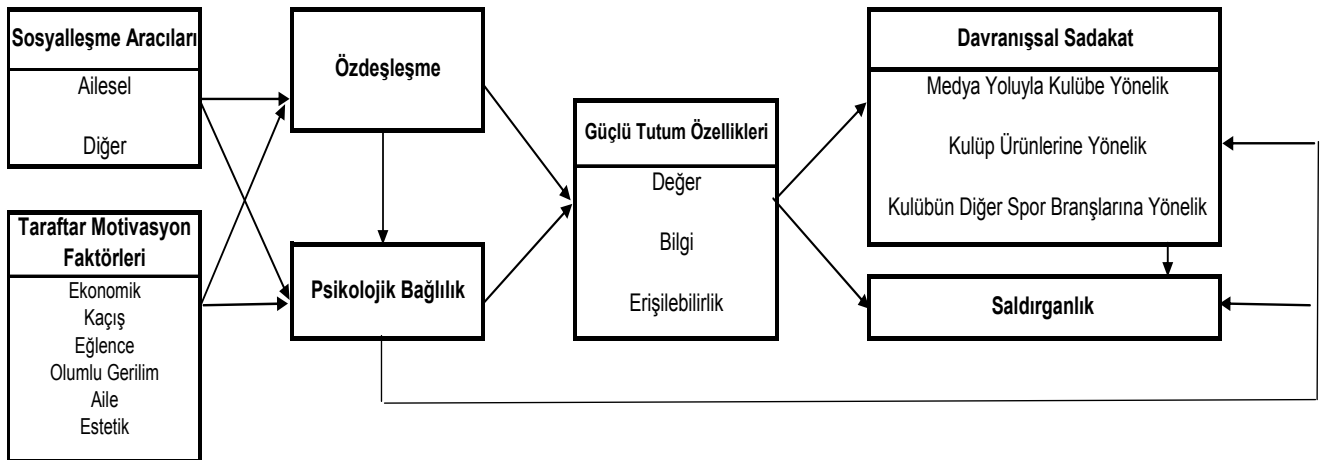 Sosyalleşme Aracıları
Ailesel
Diğer
Taraftar Motivasyon
Faktörleri
Ekonomik
Kaçış
Eğlence
Olumlu Gerilim
Aile
Estetik
Özdeşleşme
Psikolojik Bağlılık
Güçlü Tutum Özellikleri
Değer
Bilgi
Erişilebilirlik
Davranışsal Sadakat
Medya Yoluyla Kulübe Yönelik
Kulüp Ürünlerine Yönelik
Kulübün Diğer Spor Branşlarına Yönelik
Saldırganlık